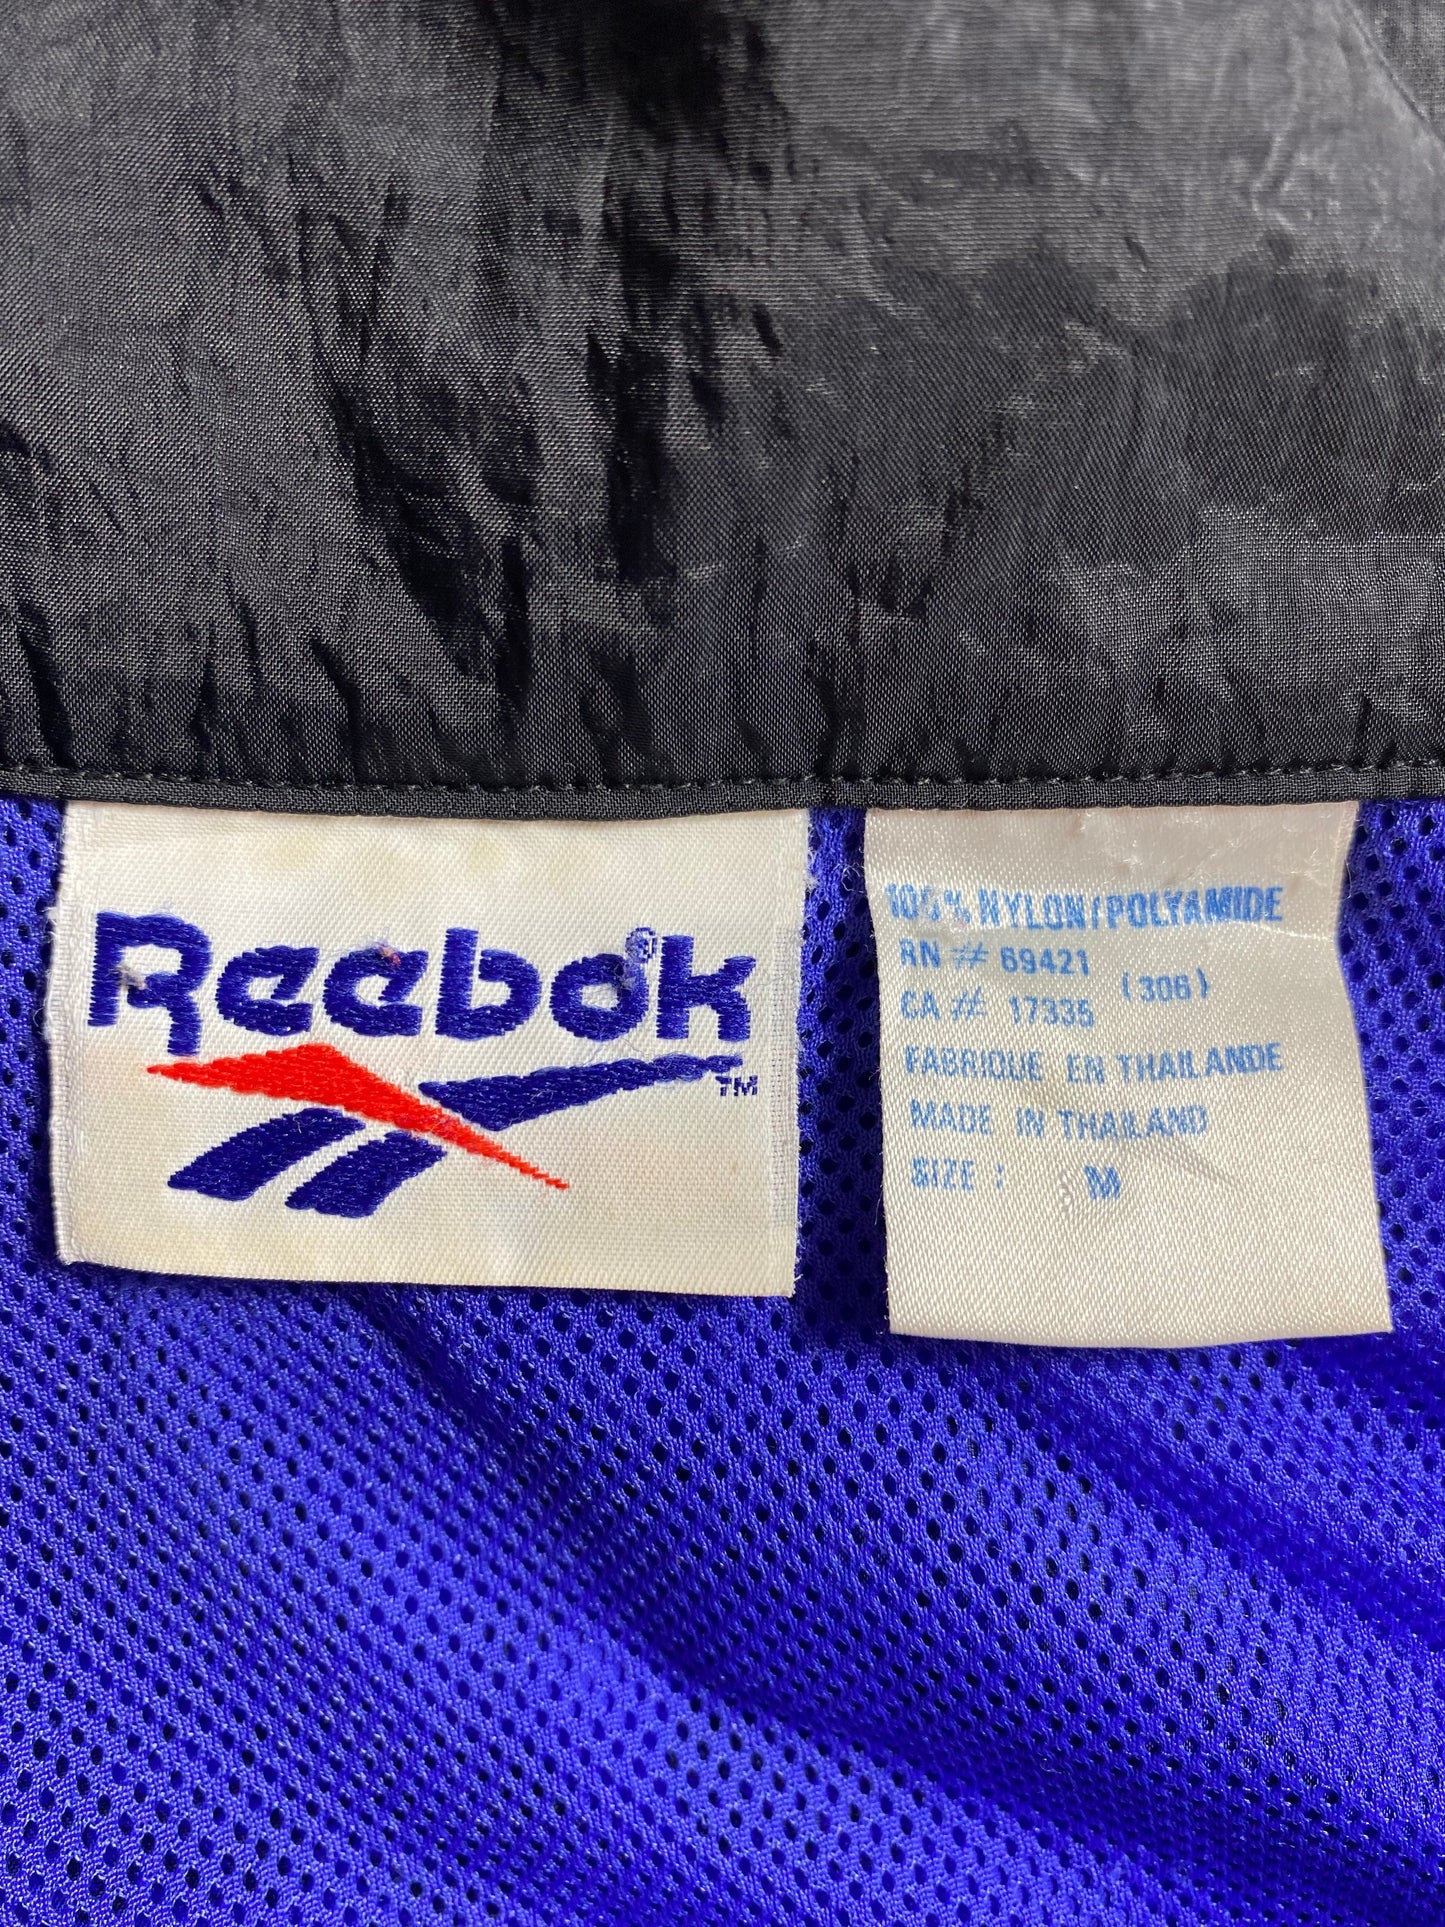 Reebok®
TM
100% NYLON/POLYAMIDE
RN # 69421
CA # 17335 (306)
FABRIQUE EN THAILANDE
MADE IN THAILAND
SIZE : M